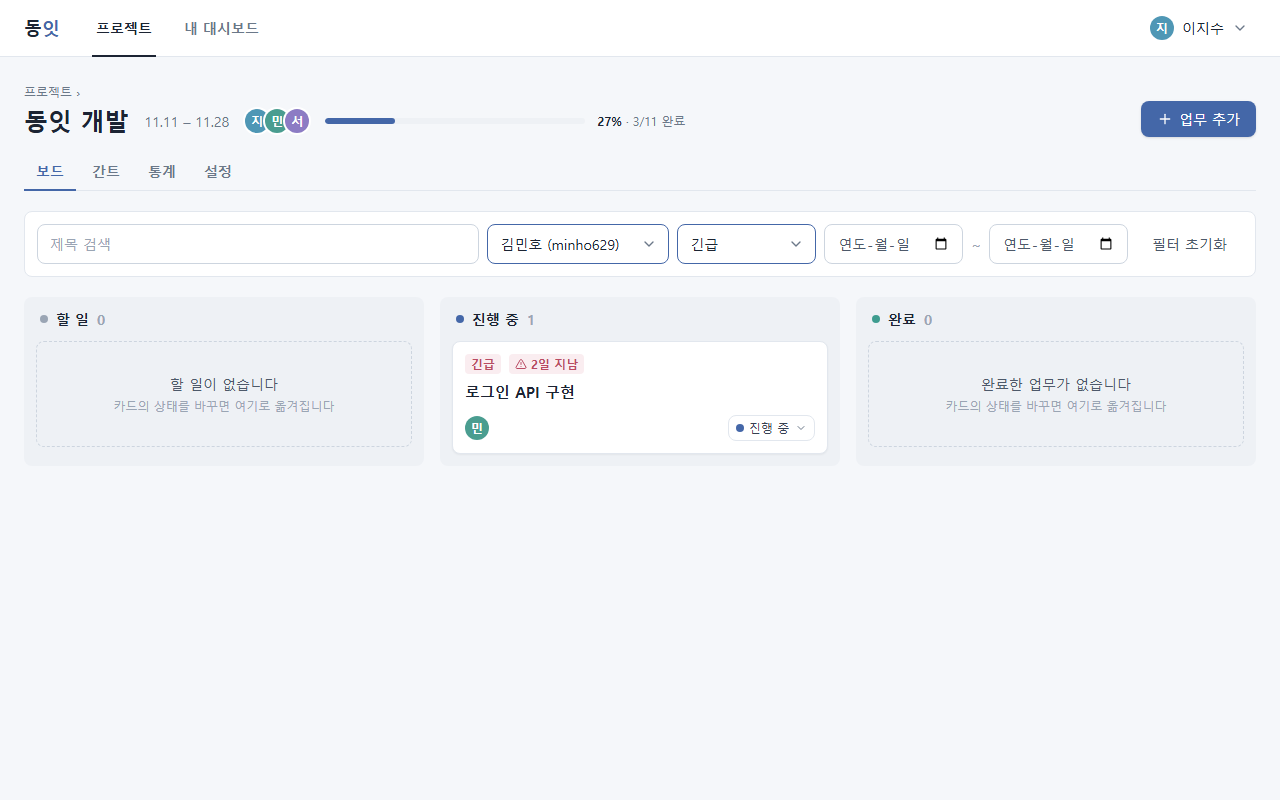 동잇 프로젝트 내 대시보드 지 이지수
프로젝트 ›
동잇 개발 11.11 – 11.28 지 민 서 27% · 3/11 완료 + 업무 추가
보드 간트 통계 설정
제목 검색 김민호 (minho629) 긴급 연도-월-일 ~ 연도-월-일 필터 초기화
할 일 0
할 일이 없습니다
카드의 상태를 바꾸면 여기로 옮겨집니다
진행 중 1
긴급 2일 지남
로그인 API 구현
민 진행 중
완료 0
완료한 업무가 없습니다
카드의 상태를 바꾸면 여기로 옮겨집니다